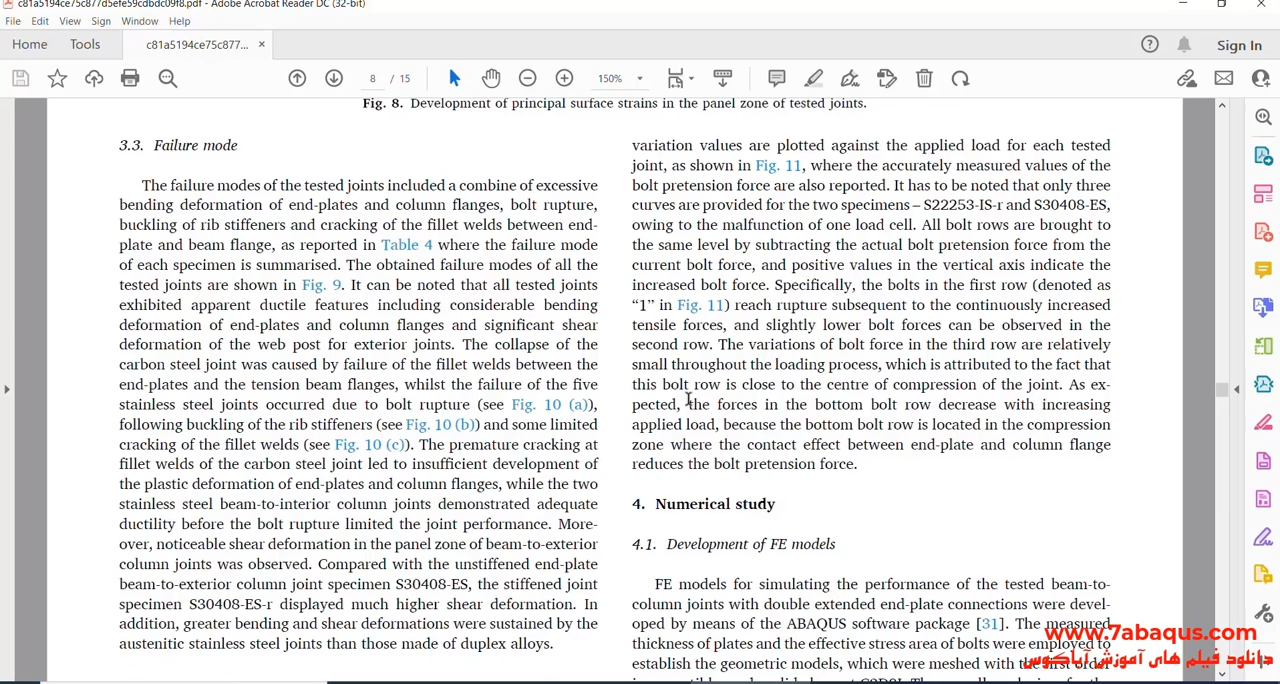 c81a5194ce75c877d5efe59cdbdc09f8.pdf - Adobe Acrobat Reader DC (32-bit)
File Edit View Sign Window Help
Home Tools c81a5194ce75c877... × Sign In
8 / 15 150%
Fig. 8. Development of principal surface strains in the panel zone of tested joints.
3.3. Failure mode
The failure modes of the tested joints included a combine of excessive
bending deformation of end-plates and column flanges, bolt rupture,
buckling of rib stiffeners and cracking of the fillet welds between end-
plate and beam flange, as reported in Table 4 where the failure node
of each specimen is summarised. The obtained failure modes of all the
tested joints are shown in Fig. 9. It can be noted that all tested joints
exhibited apparent ductile features including considerable bending
deformation of end-plates and column flanges and significant shear
deformation of the web post for exterior joints. The collapse of the
carbon steel joint was caused by failure of the fillet welds between the
end-plates and the tension beam flanges, whilst the failure of the five
stainless steel joints occurred due to bolt rupture (see Fig. 10 (a)),
following buckling of the rib stiffeners (see Fig. 10 (b)) and some limited
cracking of the fillet welds (see Fig. 10 (c)). The premature cracking at
fillet welds of the carbon steel joint led to insufficient development of
the plastic deformation of end-plates and column flanges, while the two
stainless steel beam-to-interior column joints demonstrated adequate
ductility before the bolt rupture limited the joint performance. More-
over, noticeable shear deformation in the panel zone of beam-to-exterior
column joints was observed. Compared with the unstiffened end-plate
beam-to-exterior column joint specimen S30408-ES, the stiffened joint
specimen S30408-ES-r displayed much higher shear deformation. In
addition, greater bending and shear deformations were sustained by the
austenitic stainless steel joints than those made of duplex alloys.
variation values are plotted against the applied load for each tested
joint, as shown in Fig. 11, where the accurately measured values of the
bolt pretension force are also reported. It has to be noted that only three
curves are provided for the two specimens – S22253-IS-r and S30408-ES,
owing to the malfunction of one load cell. All bolt rows are brought to
the same level by subtracting the actual bolt pretension force from the
current bolt force, and positive values in the vertical axis indicate the
increased bolt force. Specifically, the bolts in the first row (denoted as
“1” in Fig. 11) reach rupture subsequent to the continuously increased
tensile forces, and slightly lower bolt forces can be observed in the
second row. The variations of bolt force in the third row are relatively
small throughout the loading process, which is attributed to the fact that
this bolt row is close to the centre of compression of the joint. As ex-
pected, the forces in the bottom bolt row decrease with increasing
applied load, because the bottom bolt row is located in the compression
zone where the contact effect between end-plate and column flange
reduces the bolt pretension force.
4. Numerical study
4.1. Development of FE models
FE models for simulating the performance of the tested beam-to-
column joints with double extended end-plate connections were devel-
oped by means of the ABAQUS software package [31]. The measured
thickness of plates and the effective stress area of bolts were employed to
establish the geometric models, which were meshed with the first order
www.7abaqus.com
دانلود فیلم های آموزش آباکوس